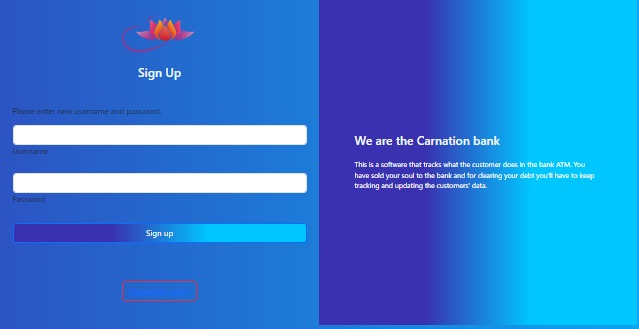 Sign Up
Please enter new username and password.
Username
Password
Sign up
We are the Carnation bank
This is a software that tracks what the customer does in the bank ATM. You
have sold your soul to the bank and for clearing your debt you'll have to keep
tracking and updating the customers' data.